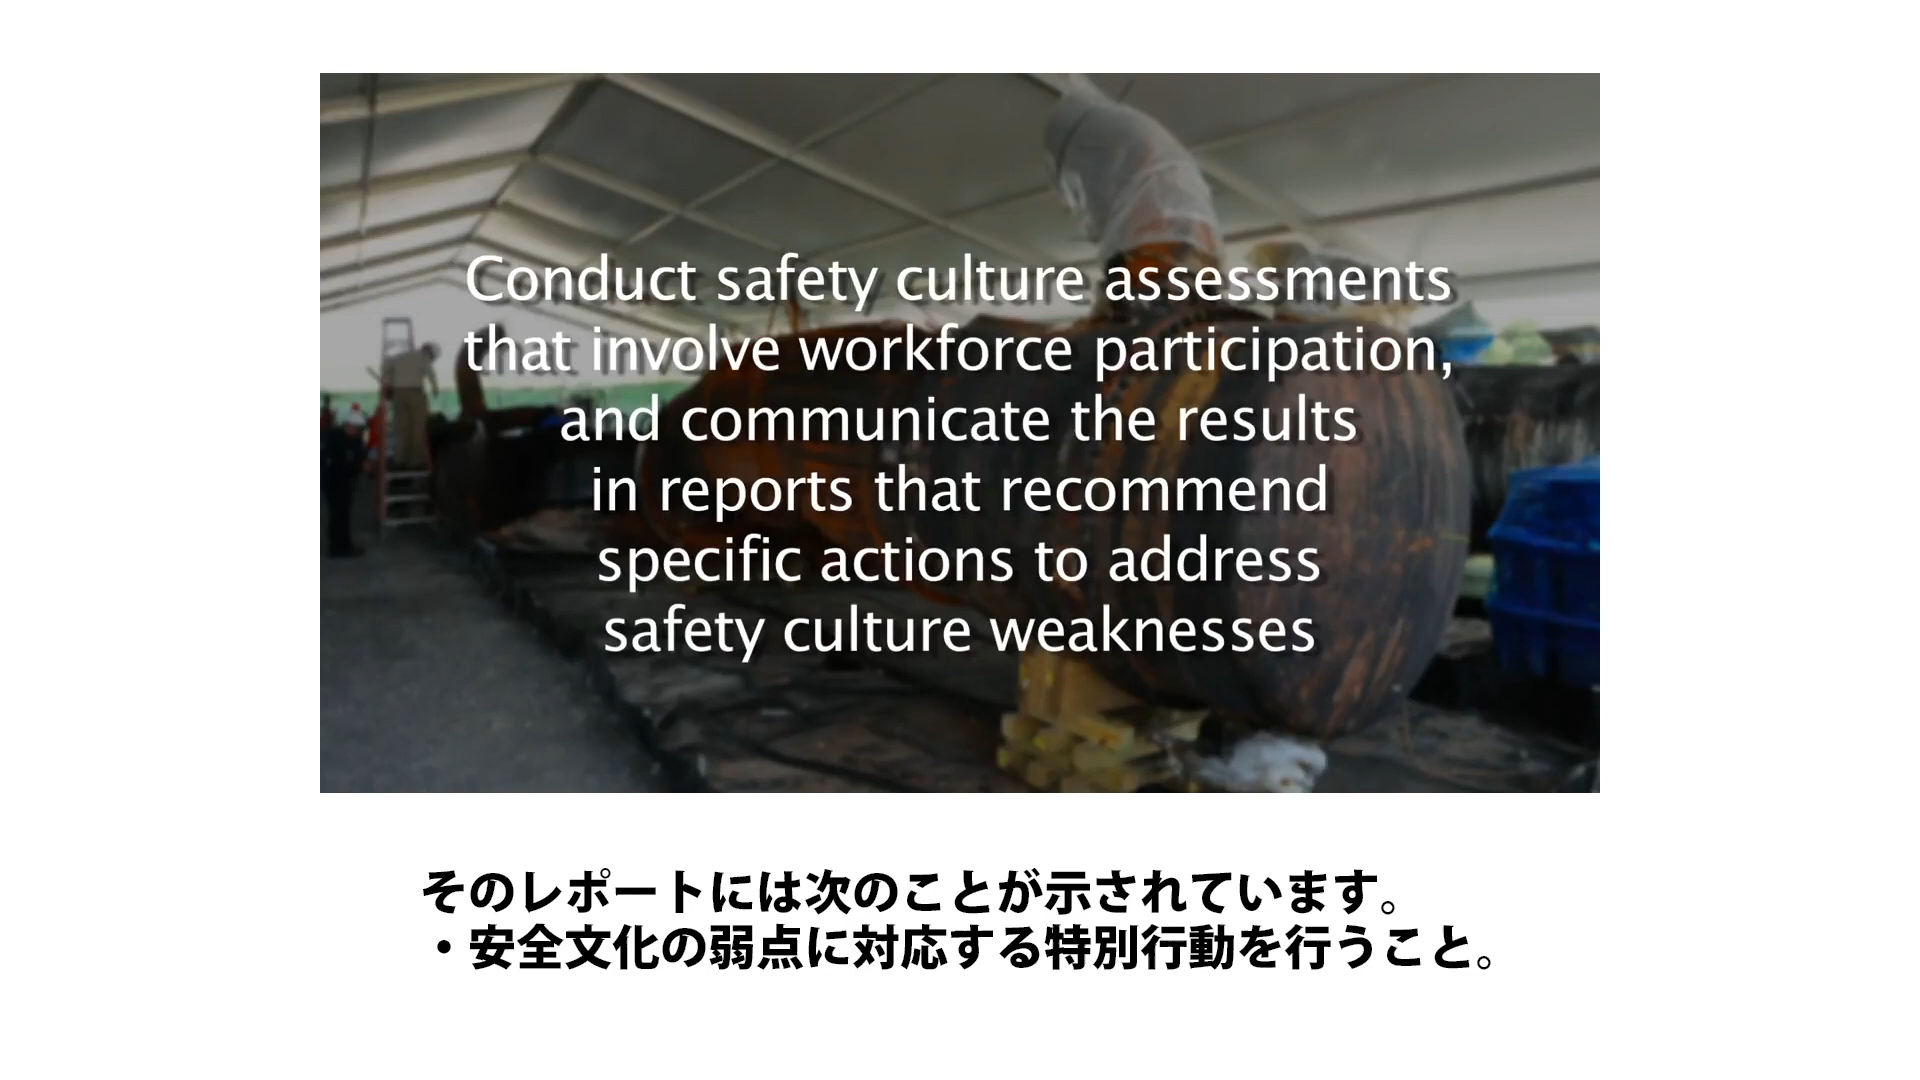 Conduct safety culture assessments
that involve workforce participation,
and communicate the results
in reports that recommend
specific actions to address
safety culture weaknesses
そのレポートには次のことが示されています。
・安全文化の弱点に対応する特別行動を行うこと。